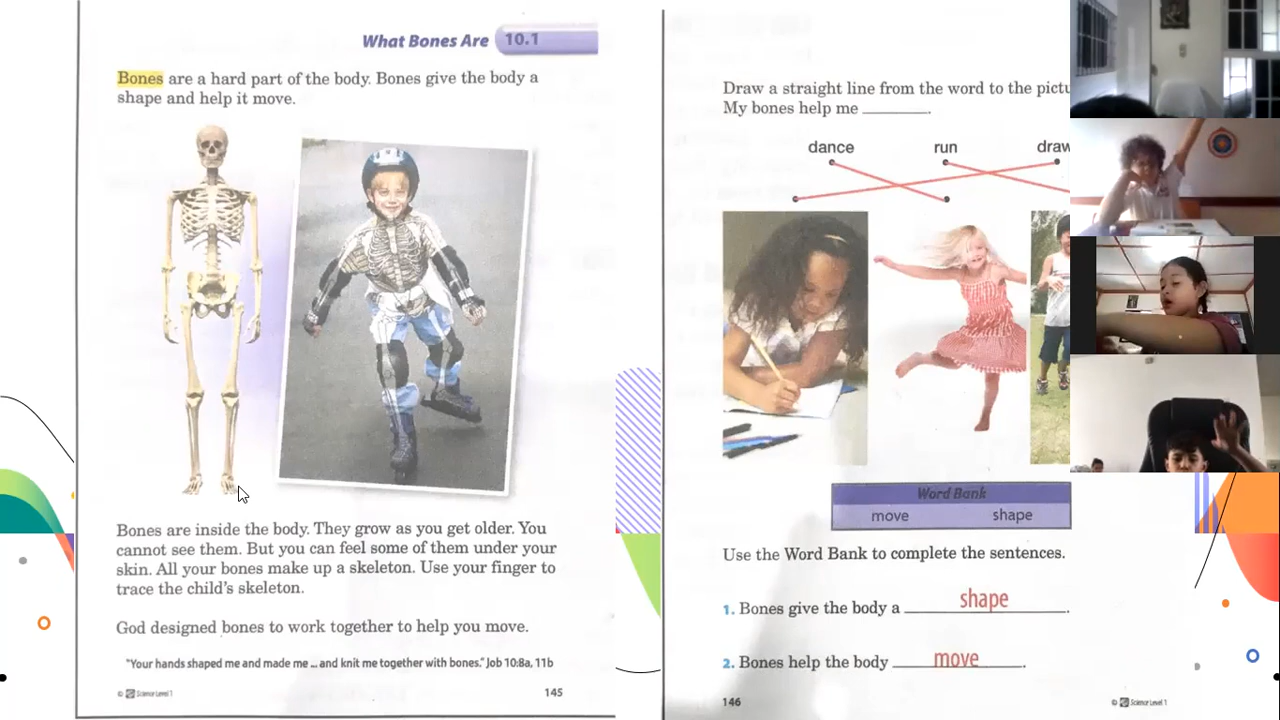 What Bones Are 10.1
Bones are a hard part of the body. Bones give the body a
shape and help it move.
Bones are inside the body. They grow as you get older. You
cannot see them. But you can feel some of them under your
skin. All your bones make up a skeleton. Use your finger to
trace the child's skeleton.
God designed bones to work together to help you move.
"Your hands shaped me and made me ... and knit me together with bones." Job 10:8a, 11b
© Science Level 1
145
Draw a straight line from the word to the
My bones help me ________.
dance run draw
Word Bank
move shape
Use the Word Bank to complete the sentences.
1. Bones give the body a shape.
2. Bones help the body move.
146
© Science Level 1